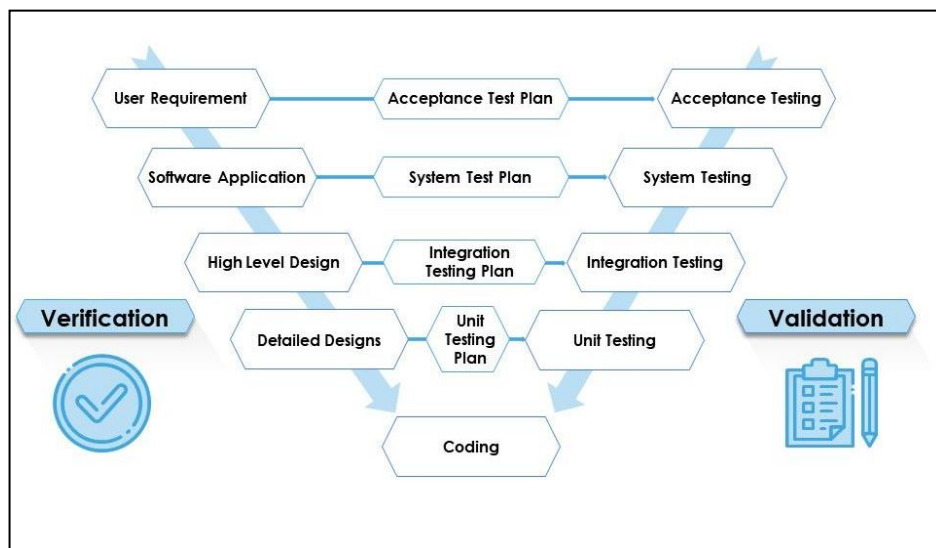 User Requirement
Acceptance Test Plan
Acceptance Testing
Software Application
System Test Plan
System Testing
High Level Design
Integration
Testing Plan
Integration Testing
Verification
Validation
Detailed Designs
Unit
Testing
Plan
Unit Testing
Coding